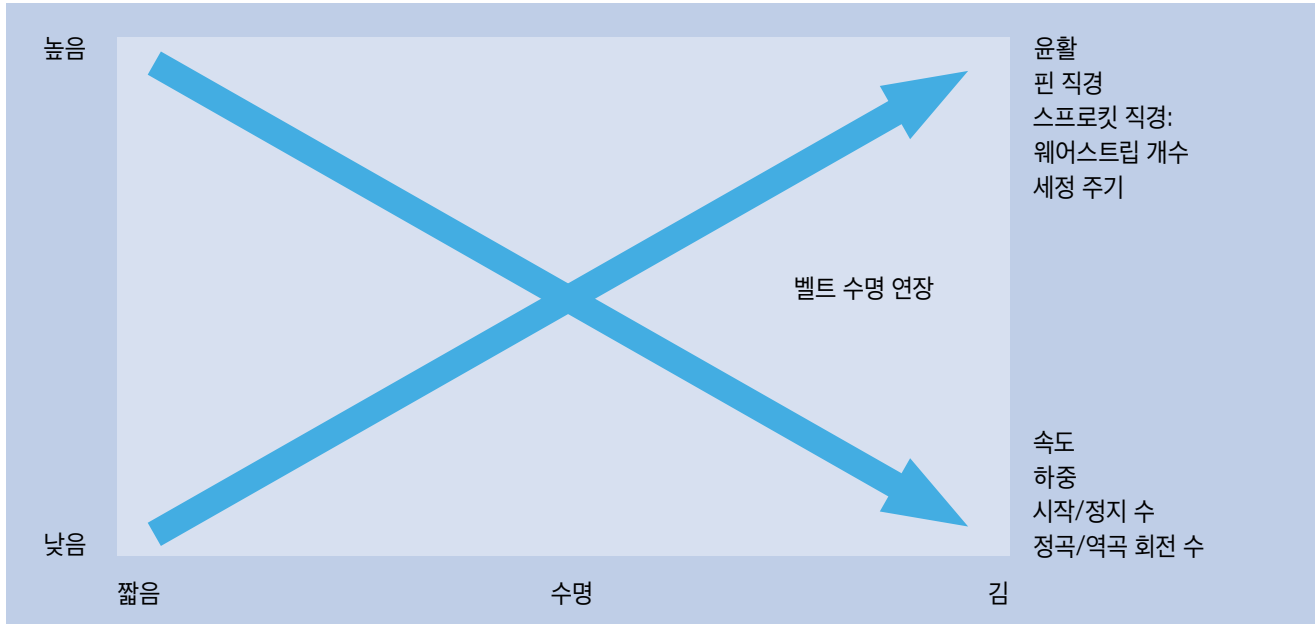 높음
윤활
핀 직경
스프로킷 직경:
웨어스트립 개수
세정 주기
벨트 수명 연장
속도
하중
시작/정지 수
정곡/역곡 회전 수
낮음
짧음
수명
김